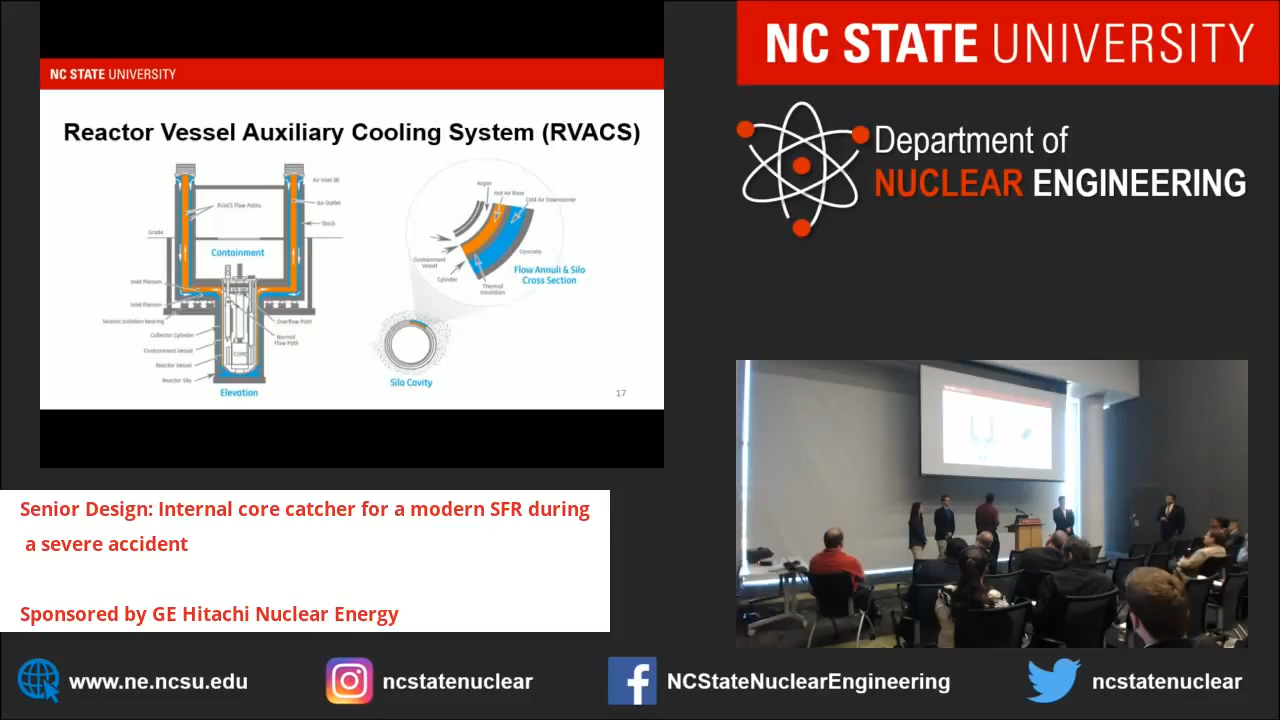 NC STATE UNIVERSITY
Reactor Vessel Auxiliary Cooling System (RVACS)
Air Inlet (8)
RVACS Flow Paths
Air Outlet
Stack
Grade
Containment
Inlet Plenum
Inlet Plenum
Seismic Isolation Bearing
Collector Cylinder
Containment Vessel
Reactor Vessel
Reactor Silo
CORE
Overflow Path
Normal
Flow Path
Elevation
Argon
Hot Air Riser
Cold Air Downcomer
Containment
Vessel
Cylinder
Thermal
Insulation
Concrete
Flow Annuli & Silo
Cross Section
Silo Cavity
17
NC STATE UNIVERSITY
Department of
NUCLEAR ENGINEERING
Senior Design: Internal core catcher for a modern SFR during
a severe accident
Sponsored by GE Hitachi Nuclear Energy
www.ne.ncsu.edu
ncstatenuclear
NCStateNuclearEngineering
ncstatenuclear